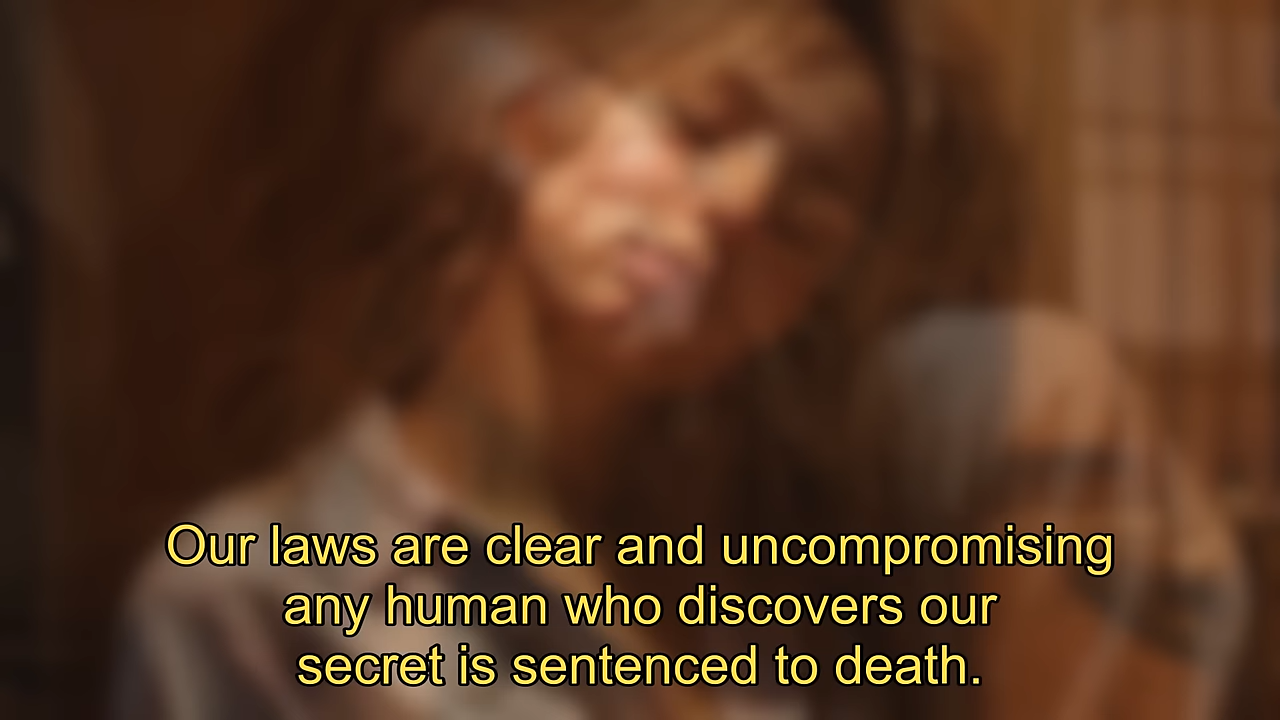 Our laws are clear and uncompromising
any human who discovers our
secret is sentenced to death.